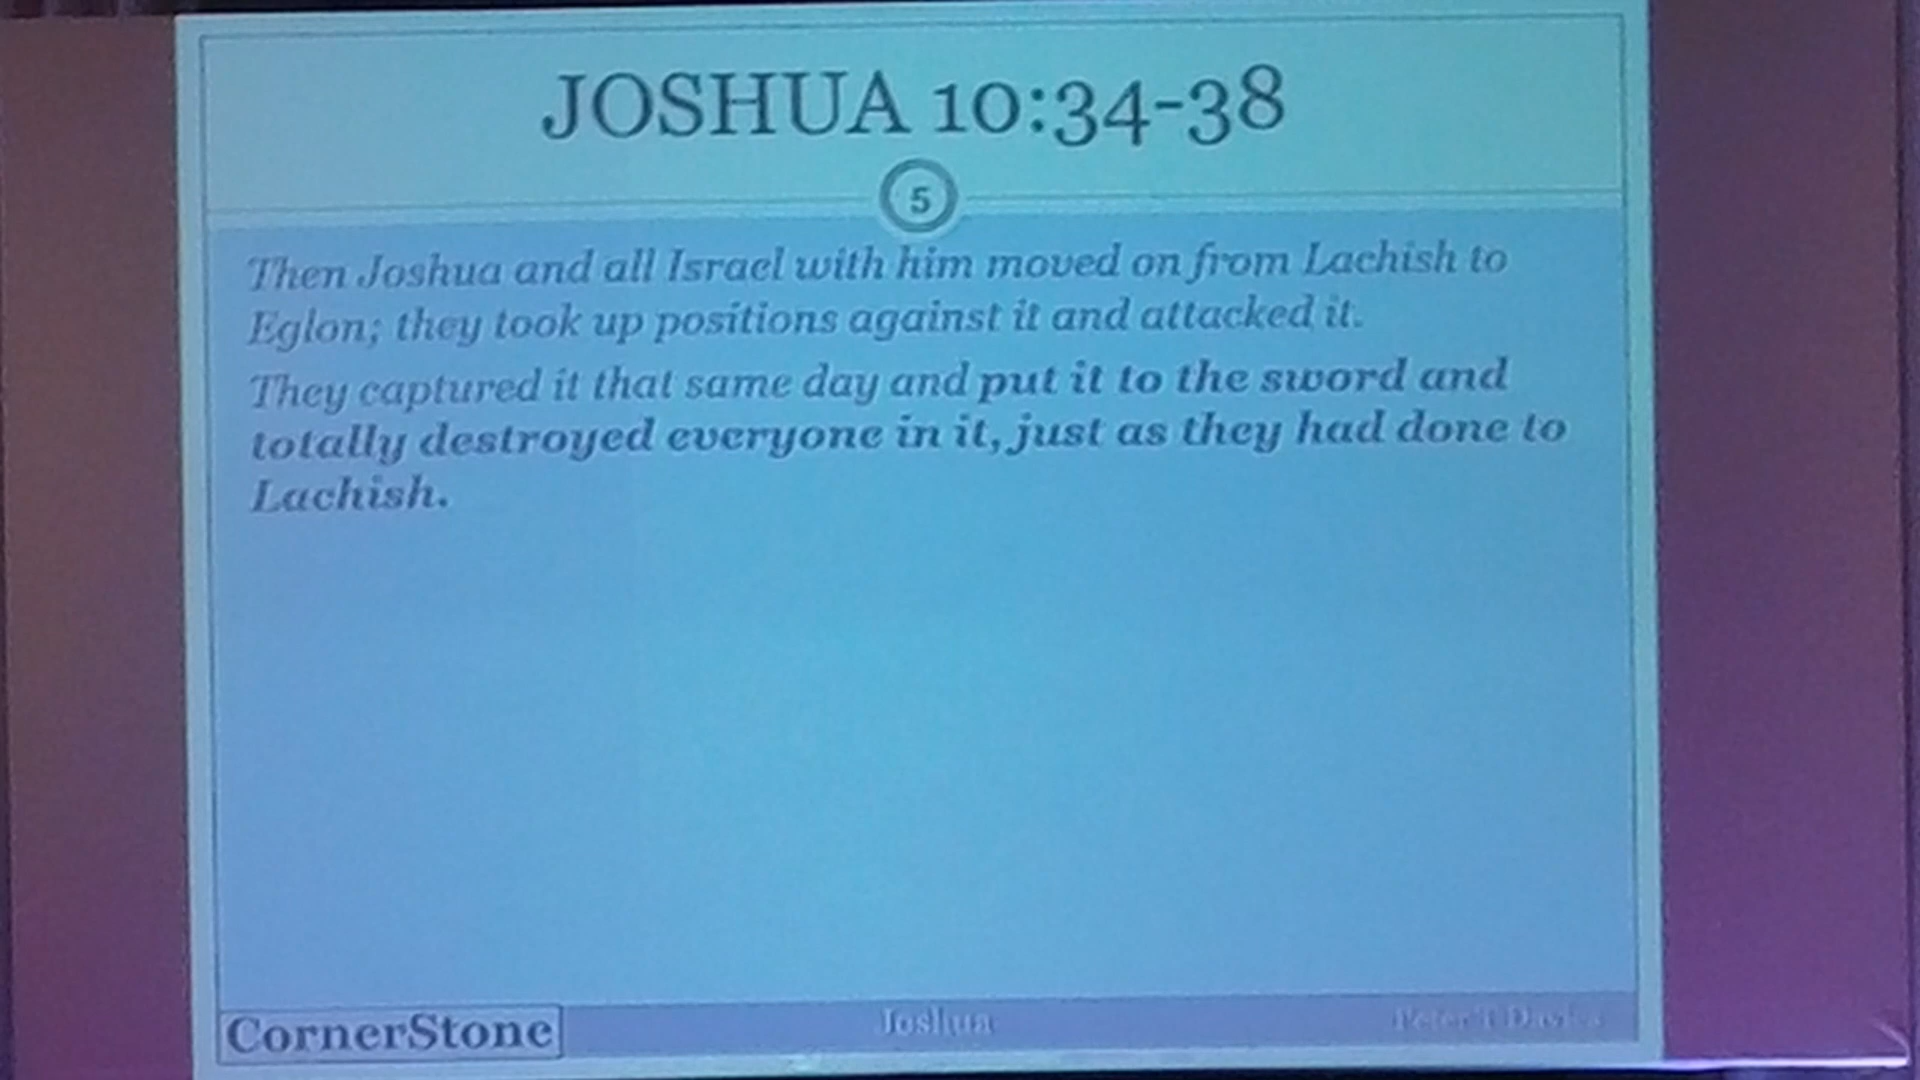 JOSHUA 10:34-38
5
Then Joshua and all Israel with him moved on from Lachish to
Eglon; they took up positions against it and attacked it.
They captured it that same day and put it to the sword and
totally destroyed everyone in it, just as they had done to
Lachish.
CornerStone
Joshua
Peter